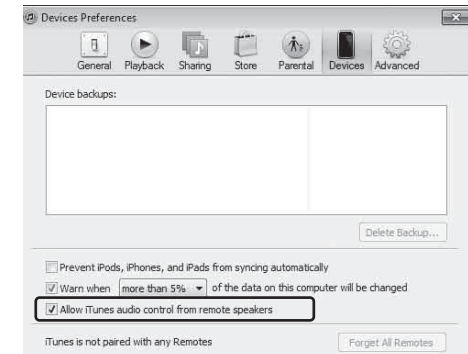 Devices Preferences
General Playback Sharing Store Parental Devices Advanced
Device backups:
Delete Backup...
Prevent iPods, iPhones, and iPads from syncing automatically
Warn when more than 5% of the data on this computer will be changed
Allow iTunes audio control from remote speakers
iTunes is not paired with any Remotes Forget All Remotes